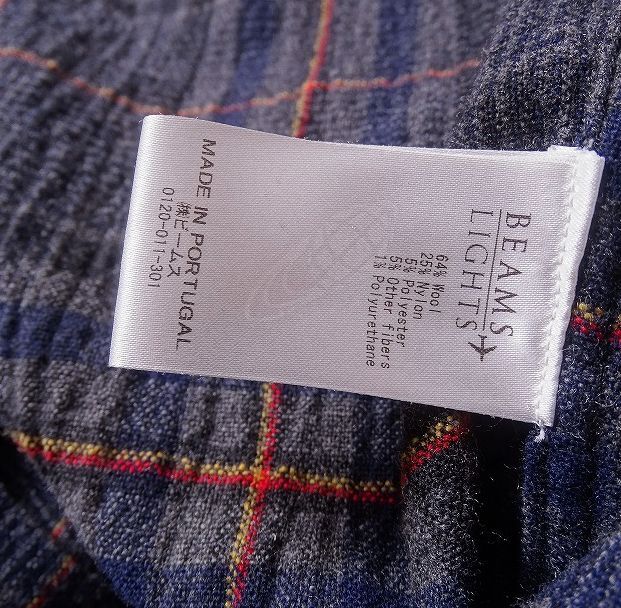 BEAMS
LIGHTS
64% Wool
25% Nylon
5% Polyester
5% Other fibers
1% Polyurethane
MADE IN PORTUGAL
㈱ビームス
0120-011-301